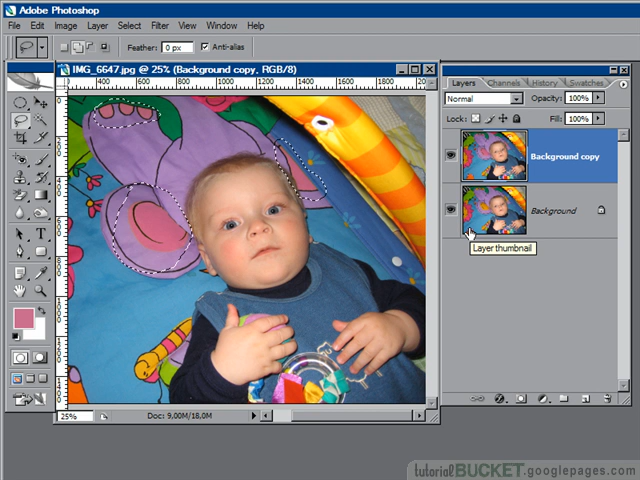 Adobe Photoshop
File Edit Image Layer Select Filter View Window Help
Feather: 0 px Anti-alias
IMG_6647.jpg @ 25% (Background copy, RGB/8)
Layers Channels History Swatches
Normal Opacity: 100%
Lock: Fill: 100%
Background copy
Background
Layer thumbnail
25% Doc: 9,00M/18,0M
tutorialBUCKET.googlepages.com